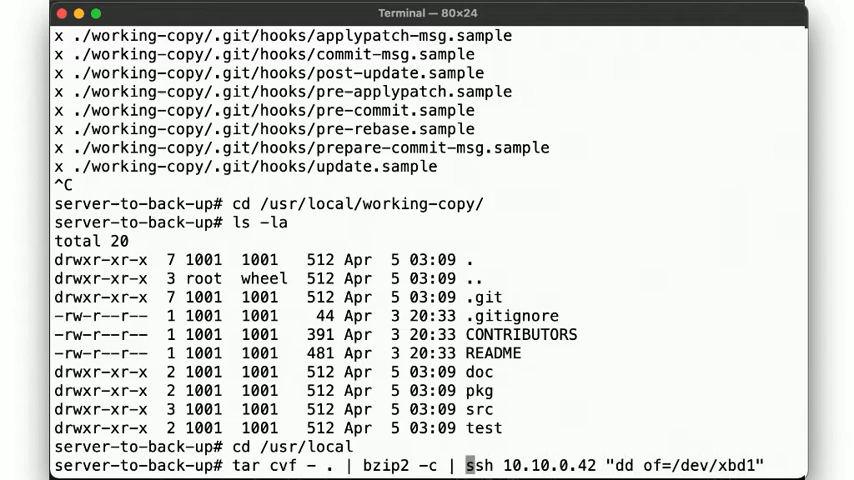 Terminal — 80×24
x ./working-copy/.git/hooks/applypatch-msg.sample
x ./working-copy/.git/hooks/commit-msg.sample
x ./working-copy/.git/hooks/post-update.sample
x ./working-copy/.git/hooks/pre-applypatch.sample
x ./working-copy/.git/hooks/pre-commit.sample
x ./working-copy/.git/hooks/pre-rebase.sample
x ./working-copy/.git/hooks/prepare-commit-msg.sample
x ./working-copy/.git/hooks/update.sample
^C
server-to-back-up# cd /usr/local/working-copy/
server-to-back-up# ls -la
total 20
drwxr-xr-x  7 1001  1001   512 Apr  5 03:09 .
drwxr-xr-x  3 root  wheel  512 Apr  5 03:09 ..
drwxr-xr-x  7 1001  1001   512 Apr  5 03:09 .git
-rw-r--r--  1 1001  1001    44 Apr  3 20:33 .gitignore
-rw-r--r--  1 1001  1001   391 Apr  3 20:33 CONTRIBUTORS
-rw-r--r--  1 1001  1001   481 Apr  3 20:33 README
drwxr-xr-x  2 1001  1001   512 Apr  5 03:09 doc
drwxr-xr-x  2 1001  1001   512 Apr  5 03:09 pkg
drwxr-xr-x  3 1001  1001   512 Apr  5 03:09 src
drwxr-xr-x  2 1001  1001   512 Apr  5 03:09 test
server-to-back-up# cd /usr/local
server-to-back-up# tar cvf - . | bzip2 -c | ssh 10.10.0.42 "dd of=/dev/xbd1"